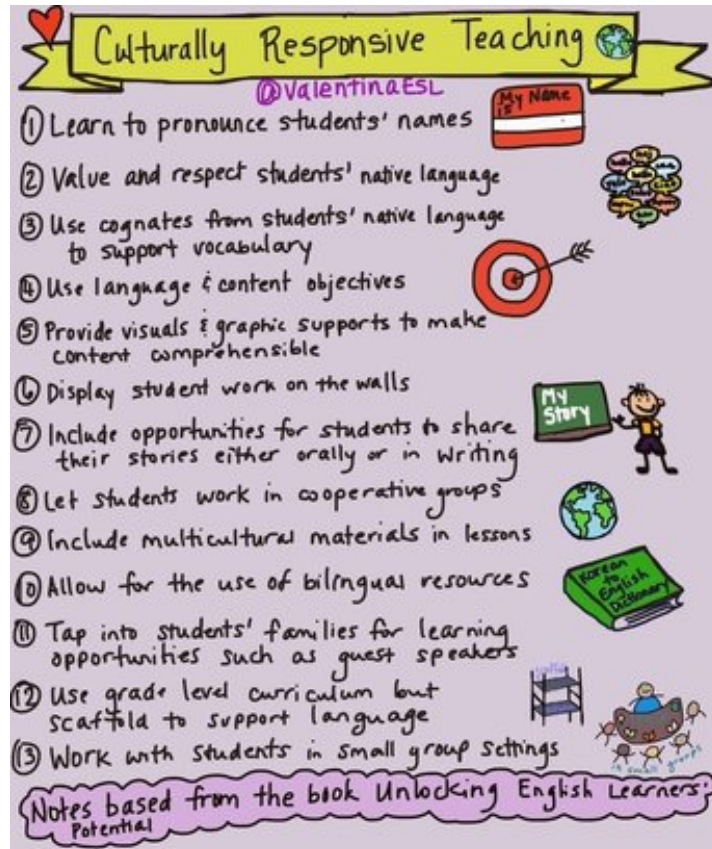 Culturally Responsive Teaching
@ValentinaESL
① Learn to pronounce students' names
My Name
is
② Value and respect students' native language
③ Use cognates from students' native language
to support vocabulary
④ Use language & content objectives
⑤ Provide visuals & graphic supports to make
content comprehensible
⑥ Display student work on the walls
My
Story
⑦ Include opportunities for students to share
their stories either orally or in writing
⑧ Let students work in cooperative groups
⑨ Include multicultural materials in lessons
⑩ Allow for the use of bilingual resources
Korean
to
English
Dictionary
⑪ Tap into students' families for learning
opportunities such as guest speakers
⑫ Use grade level curriculum but
scaffold to support language
⑬ Work with students in small group settings
in small groups
Notes based from the book Unlocking English Learners'
Potential